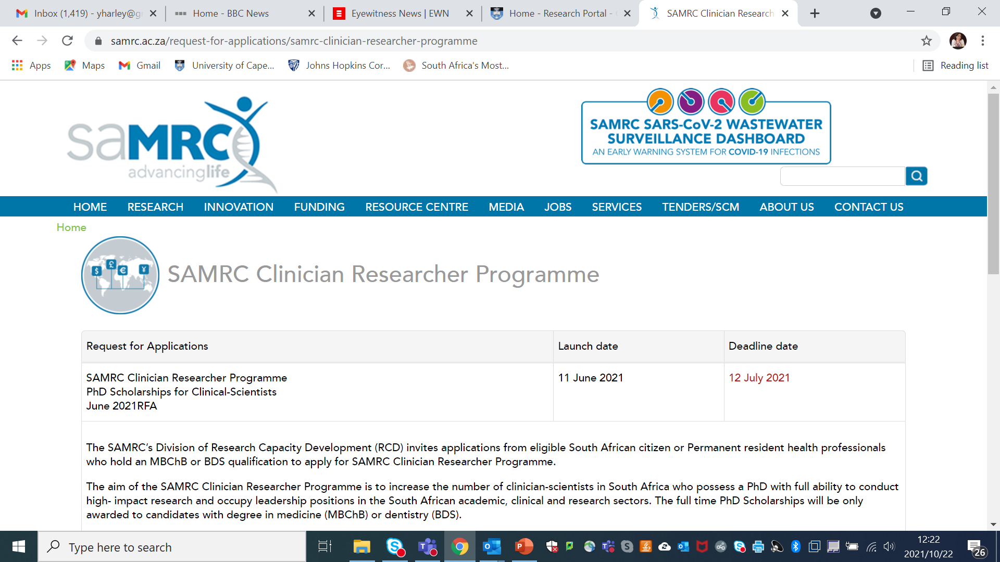 Inbox (1,419) - yharley@g
Home - BBC News
Eyewitness News | EWN
Home - Research Portal -
SAMRC Clinician Research
samrc.ac.za/request-for-applications/samrc-clinician-researcher-programme
Apps
Maps
Gmail
University of Cape...
Johns Hopkins Cor...
South Africa's Most...
Reading list
saMRC
advancinglife
SAMRC SARS-CoV-2 WASTEWATER
SURVEILLANCE DASHBOARD
AN EARLY WARNING SYSTEM FOR COVID-19 INFECTIONS
HOME RESEARCH INNOVATION FUNDING RESOURCE CENTRE MEDIA JOBS SERVICES TENDERS/SCM ABOUT US CONTACT US
Home
$ £ € ¥
SAMRC Clinician Researcher Programme
Request for Applications
Launch date
Deadline date
SAMRC Clinician Researcher Programme
PhD Scholarships for Clinical-Scientists
June 2021RFA
11 June 2021
12 July 2021
The SAMRC’s Division of Research Capacity Development (RCD) invites applications from eligible South African citizen or Permanent resident health professionals
who hold an MBChB or BDS qualification to apply for SAMRC Clinician Researcher Programme.
The aim of the SAMRC Clinician Researcher Programme is to increase the number of clinician-scientists in South Africa who possess a PhD with full ability to conduct
high- impact research and occupy leadership positions in the South African academic, clinical and research sectors. The full time PhD Scholarships will be only
awarded to candidates with degree in medicine (MBChB) or dentistry (BDS).
Type here to search
12:22
2021/10/22
26